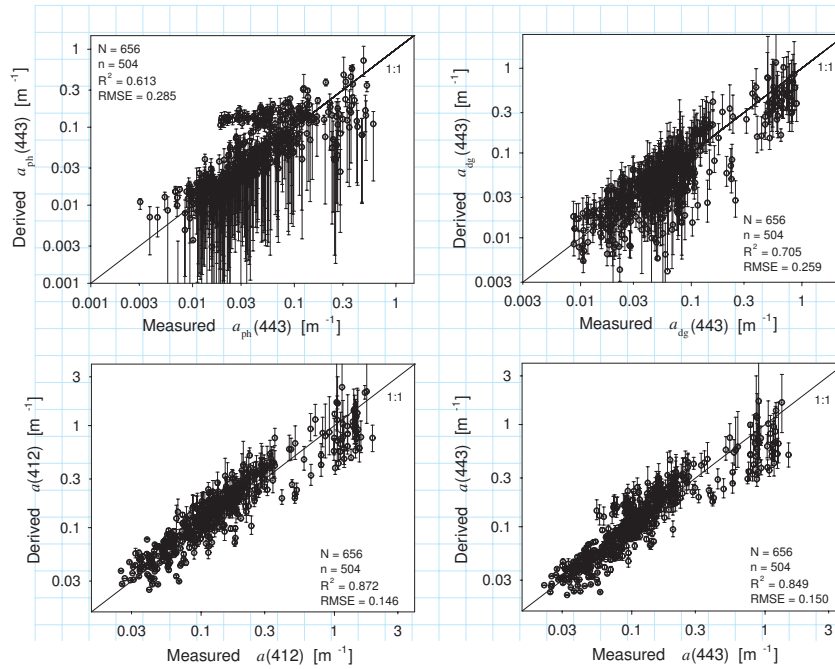 N = 656
n = 504
R² = 0.613
RMSE = 0.285
1:1
1
0.3
0.1
0.03
0.01
0.003
0.001
Derived a_ph(443) [m⁻¹]
0.001 0.003 0.01 0.03 0.1 0.3 1
Measured a_ph(443) [m⁻¹]
1:1
1
0.3
0.1
0.03
0.01
0.003
Derived a_dg(443) [m⁻¹]
N = 656
n = 504
R² = 0.705
RMSE = 0.259
0.003 0.01 0.03 0.1 0.3 1
Measured a_dg(443) [m⁻¹]
3
1
0.3
0.1
0.03
Derived a(412) [m⁻¹]
1:1
N = 656
n = 504
R² = 0.872
RMSE = 0.146
0.03 0.1 0.3 1 3
Measured a(412) [m⁻¹]
3
1
0.3
0.1
0.03
Derived a(443) [m⁻¹]
1:1
N = 656
n = 504
R² = 0.849
RMSE = 0.150
0.03 0.1 0.3 1 3
Measured a(443) [m⁻¹]